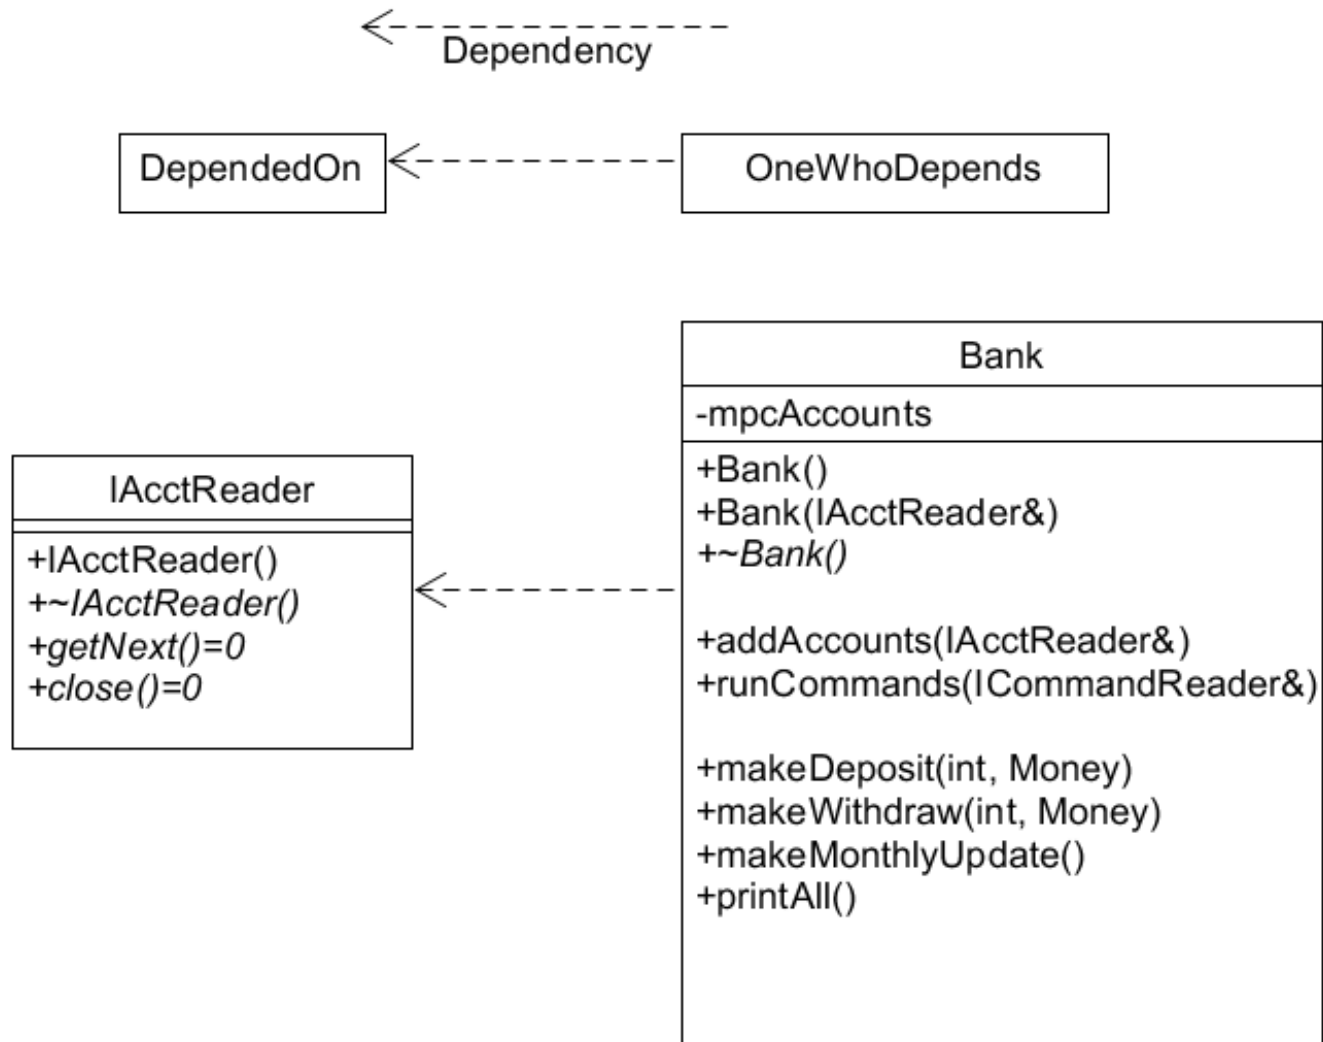 Dependency
DependedOn
OneWhoDepends
IAcctReader
+IAcctReader()
+~IAcctReader()
+getNext()=0
+close()=0
Bank
-mpcAccounts
+Bank()
+Bank(IAcctReader&)
+~Bank()
+addAccounts(IAcctReader&)
+runCommands(ICommandReader&)
+makeDeposit(int, Money)
+makeWithdraw(int, Money)
+makeMonthlyUpdate()
+printAll()